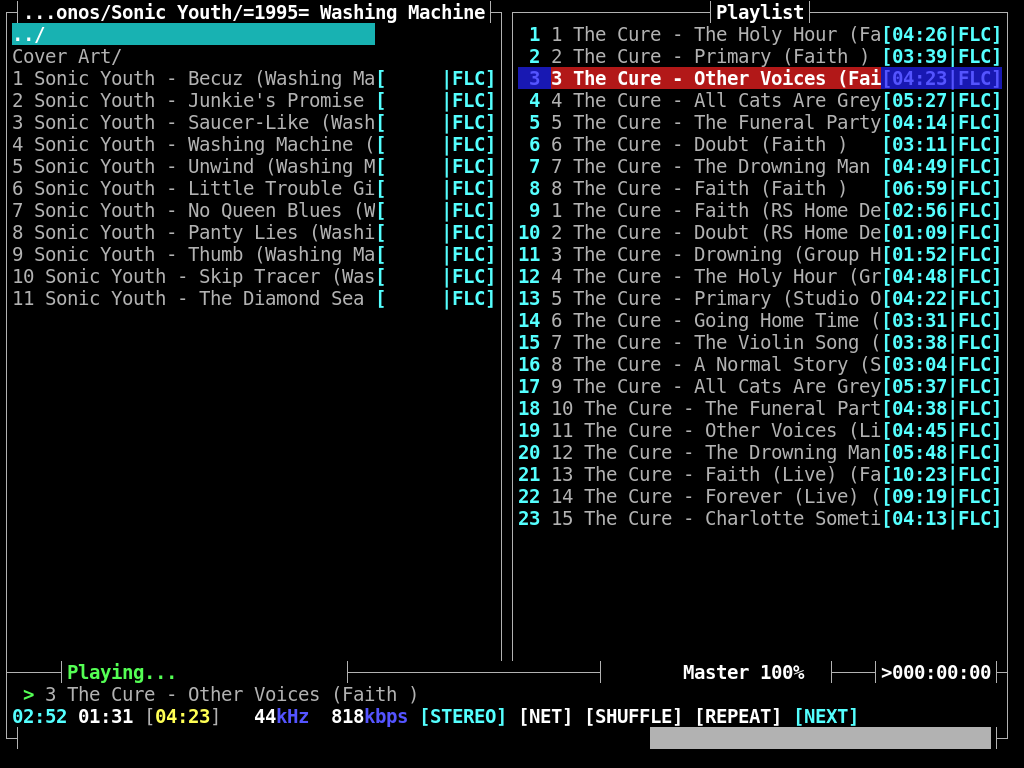 ...onos/Sonic Youth/=1995= Washing Machine
../
Cover Art/
1 Sonic Youth - Becuz (Washing Ma[ |FLC]
2 Sonic Youth - Junkie's Promise [ |FLC]
3 Sonic Youth - Saucer-Like (Wash[ |FLC]
4 Sonic Youth - Washing Machine ([ |FLC]
5 Sonic Youth - Unwind (Washing M[ |FLC]
6 Sonic Youth - Little Trouble Gi[ |FLC]
7 Sonic Youth - No Queen Blues (W[ |FLC]
8 Sonic Youth - Panty Lies (Washi[ |FLC]
9 Sonic Youth - Thumb (Washing Ma[ |FLC]
10 Sonic Youth - Skip Tracer (Was[ |FLC]
11 Sonic Youth - The Diamond Sea [ |FLC]
Playlist
1 1 The Cure - The Holy Hour (Fa[04:26|FLC]
2 2 The Cure - Primary (Faith ) [03:39|FLC]
3 3 The Cure - Other Voices (Fai[04:23|FLC]
4 4 The Cure - All Cats Are Grey[05:27|FLC]
5 5 The Cure - The Funeral Party[04:14|FLC]
6 6 The Cure - Doubt (Faith ) [03:11|FLC]
7 7 The Cure - The Drowning Man [04:49|FLC]
8 8 The Cure - Faith (Faith ) [06:59|FLC]
9 1 The Cure - Faith (RS Home De[02:56|FLC]
10 2 The Cure - Doubt (RS Home De[01:09|FLC]
11 3 The Cure - Drowning (Group H[01:52|FLC]
12 4 The Cure - The Holy Hour (Gr[04:48|FLC]
13 5 The Cure - Primary (Studio O[04:22|FLC]
14 6 The Cure - Going Home Time ([03:31|FLC]
15 7 The Cure - The Violin Song ([03:38|FLC]
16 8 The Cure - A Normal Story (S[03:04|FLC]
17 9 The Cure - All Cats Are Grey[05:37|FLC]
18 10 The Cure - The Funeral Part[04:38|FLC]
19 11 The Cure - Other Voices (Li[04:45|FLC]
20 12 The Cure - The Drowning Man[05:48|FLC]
21 13 The Cure - Faith (Live) (Fa[10:23|FLC]
22 14 The Cure - Forever (Live) ([09:19|FLC]
23 15 The Cure - Charlotte Someti[04:13|FLC]
Playing... Master 100% >000:00:00
> 3 The Cure - Other Voices (Faith )
02:52 01:31 [04:23] 44kHz 818kbps [STEREO] [NET] [SHUFFLE] [REPEAT] [NEXT]